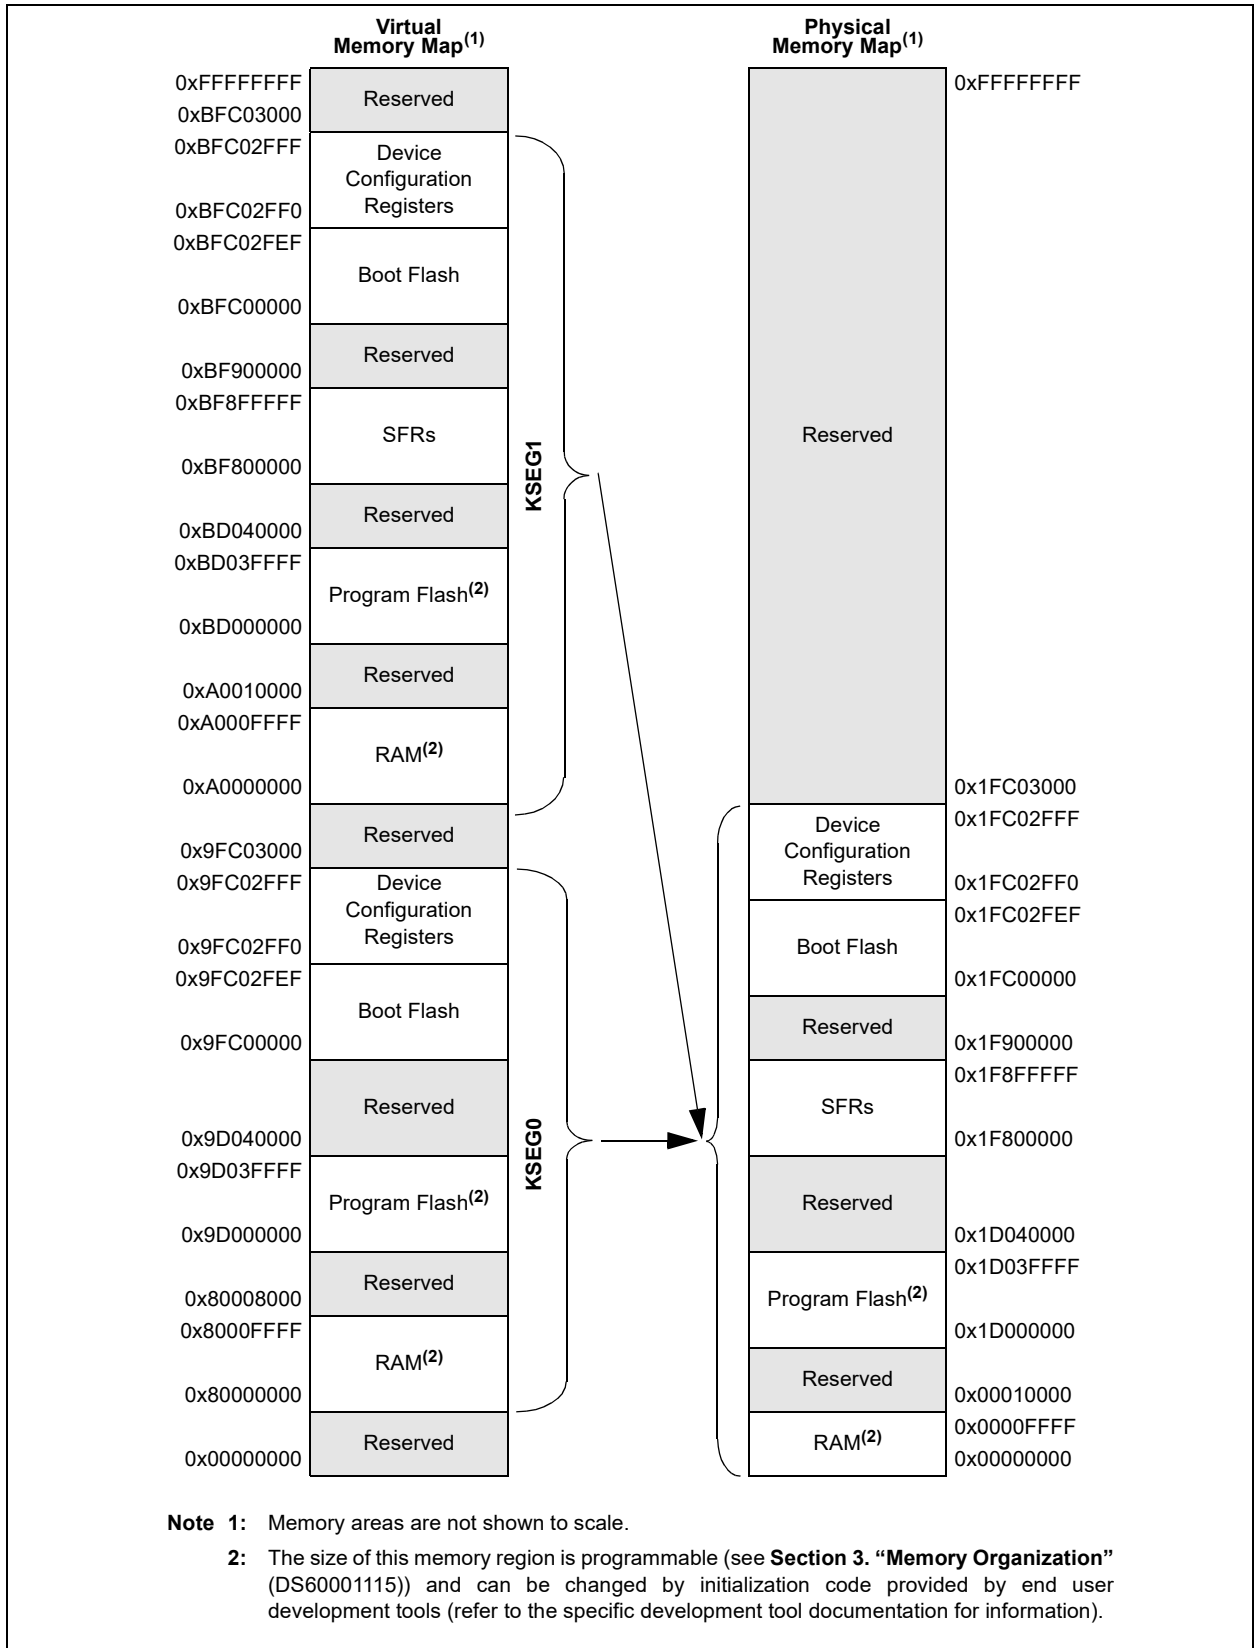 Virtual
Memory Map(1)
Physical
Memory Map(1)
0xFFFFFFFF
Reserved
0xBFC03000
0xBFC02FFF
Device
Configuration
Registers
0xBFC02FF0
0xBFC02FEF
Boot Flash
0xBFC00000
Reserved
0xBF900000
0xBF8FFFFF
SFRs
0xBF800000
Reserved
0xBD040000
0xBD03FFFF
Program Flash(2)
0xBD000000
Reserved
0xA0010000
0xA000FFFF
RAM(2)
0xA0000000
Reserved
0x9FC03000
0x9FC02FFF
Device
Configuration
Registers
0x9FC02FF0
0x9FC02FEF
Boot Flash
0x9FC00000
Reserved
0x9D040000
0x9D03FFFF
Program Flash(2)
0x9D000000
Reserved
0x80008000
0x8000FFFF
RAM(2)
0x80000000
Reserved
0x00000000
KSEG1
KSEG0
0xFFFFFFFF
Reserved
0x1FC03000
0x1FC02FFF
Device
Configuration
Registers
0x1FC02FF0
0x1FC02FEF
Boot Flash
0x1FC00000
Reserved
0x1F900000
0x1F8FFFFF
SFRs
0x1F800000
Reserved
0x1D040000
0x1D03FFFF
Program Flash(2)
0x1D000000
Reserved
0x00010000
0x0000FFFF
RAM(2)
0x00000000
Note 1: Memory areas are not shown to scale.
2: The size of this memory region is programmable (see Section 3. “Memory Organization”
(DS60001115)) and can be changed by initialization code provided by end user
development tools (refer to the specific development tool documentation for information).